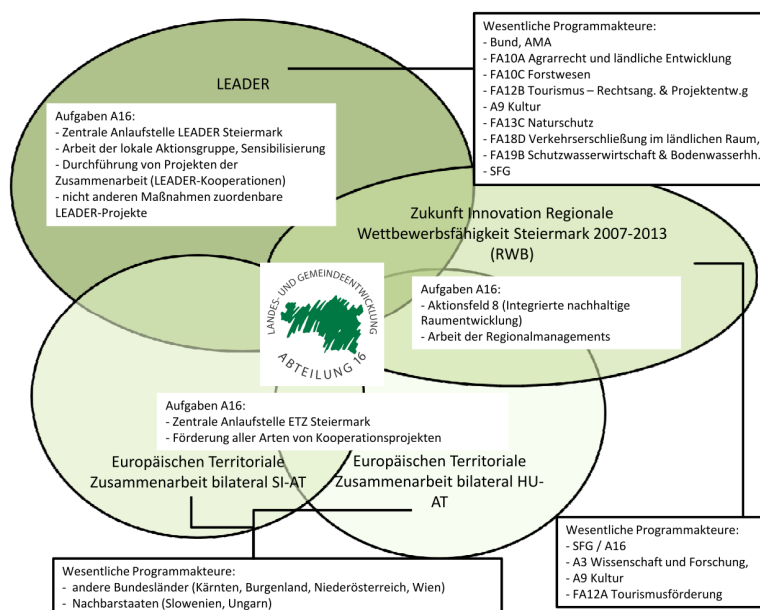 Wesentliche Programmakteure:
- Bund, AMA
- FA10A Agrarrecht und ländliche Entwicklung
- FA10C Forstwesen
- FA12B Tourismus – Rechtsang. & Projektentw.g
- A9 Kultur
- FA13C Naturschutz
- FA18D Verkehrserschließung im ländlichen Raum,
- FA19B Schutzwasserwirtschaft & Bodenwasserhh.
- SFG
LEADER
Aufgaben A16:
- Zentrale Anlaufstelle LEADER Steiermark
- Arbeit der lokale Aktionsgruppe, Sensibilisierung
- Durchführung von Projekten der
Zusammenarbeit (LEADER-Kooperationen)
- nicht anderen Maßnahmen zuordenbare
LEADER-Projekte
Zukunft Innovation Regionale
Wettbewerbsfähigkeit Steiermark 2007-2013
(RWB)
Aufgaben A16:
- Aktionsfeld 8 (Integrierte nachhaltige
Raumentwicklung)
- Arbeit der Regionalmanagements
LANDES- UND GEMEINDEENTWICKLUNG
ABTEILUNG 16
Aufgaben A16:
- Zentrale Anlaufstelle ETZ Steiermark
- Förderung aller Arten von Kooperationsprojekten
Europäischen Territoriale
Zusammenarbeit bilateral SI-AT
Europäischen Territoriale
Zusammenarbeit bilateral HU-
AT
Wesentliche Programmakteure:
- SFG / A16
- A3 Wissenschaft und Forschung,
- A9 Kultur
- FA12A Tourismusförderung
Wesentliche Programmakteure:
- andere Bundesländer (Kärnten, Burgenland, Niederösterreich, Wien)
- Nachbarstaaten (Slowenien, Ungarn)